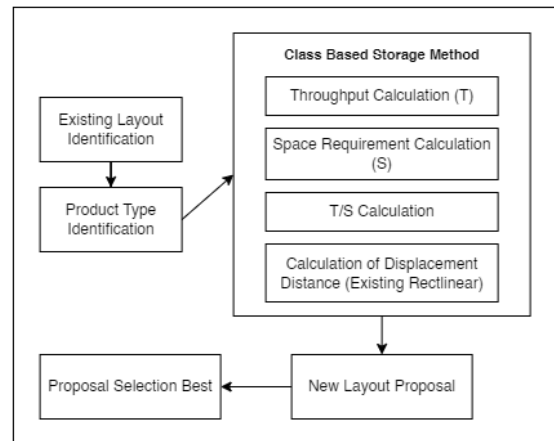 Class Based Storage Method
Throughput Calculation (T)
Existing Layout
Identification
Space Requirement Calculation
(S)
Product Type
Identification
T/S Calculation
Calculation of Displacement
Distance (Existing Rectlinear)
Proposal Selection Best
New Layout Proposal